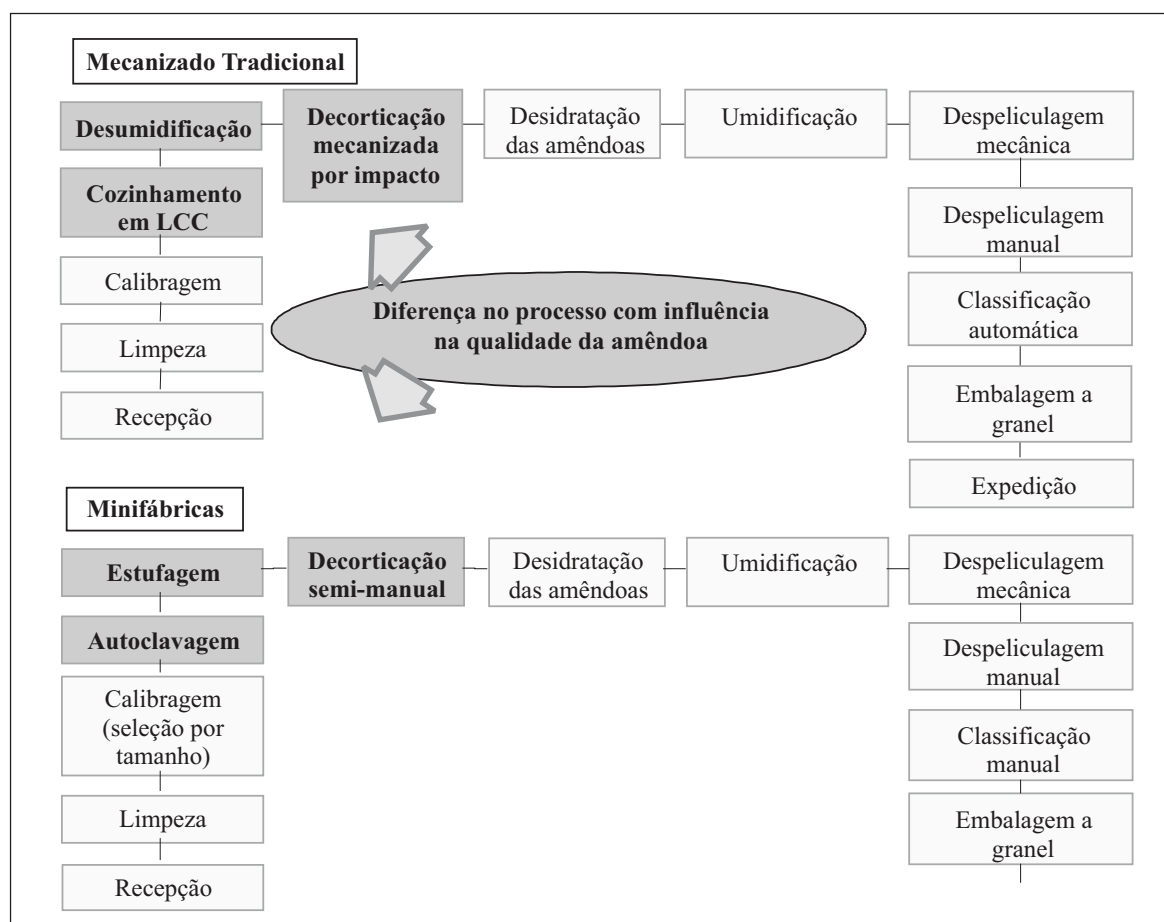 Mecanizado Tradicional
Desumidificação
Decorticação
mecanizada
por impacto
Desidratação
das amêndoas
Umidificação
Despeliculagem
mecânica
Cozinhamento
em LCC
Despeliculagem
manual
Calibragem
Classificação
automática
Diferença no processo com influência
na qualidade da amêndoa
Limpeza
Embalagem a
granel
Recepção
Expedição
Minifábricas
Estufagem
Decorticação
semi-manual
Desidratação
das amêndoas
Umidificação
Despeliculagem
mecânica
Autoclavagem
Despeliculagem
manual
Calibragem
(seleção por
tamanho)
Classificação
manual
Limpeza
Embalagem a
granel
Recepção